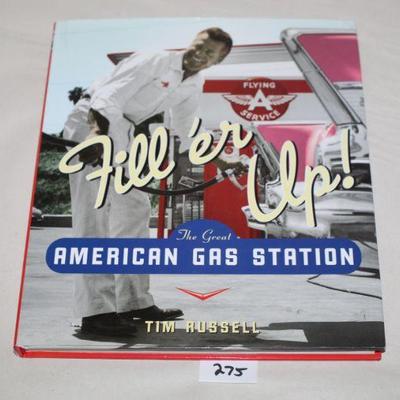 FLYING
A
SERVICE
Fill 'er
Up!
The Great
AMERICAN GAS STATION
TIM RUSSELL
275